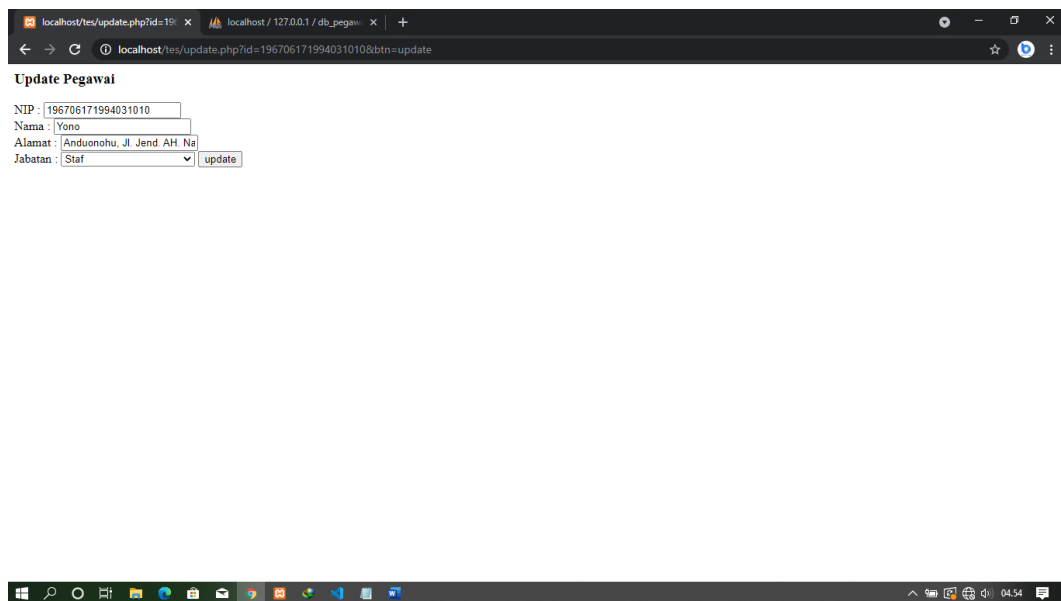 localhost/tes/update.php?id=196
localhost / 127.0.0.1 / db_pegaw
localhost/tes/update.php?id=196706171994031010&btn=update
Update Pegawai
NIP : 196706171994031010
Nama : Yono
Alamat : Anduonohu, Jl. Jend. AH. Na
Jabatan : Staf update
04.54